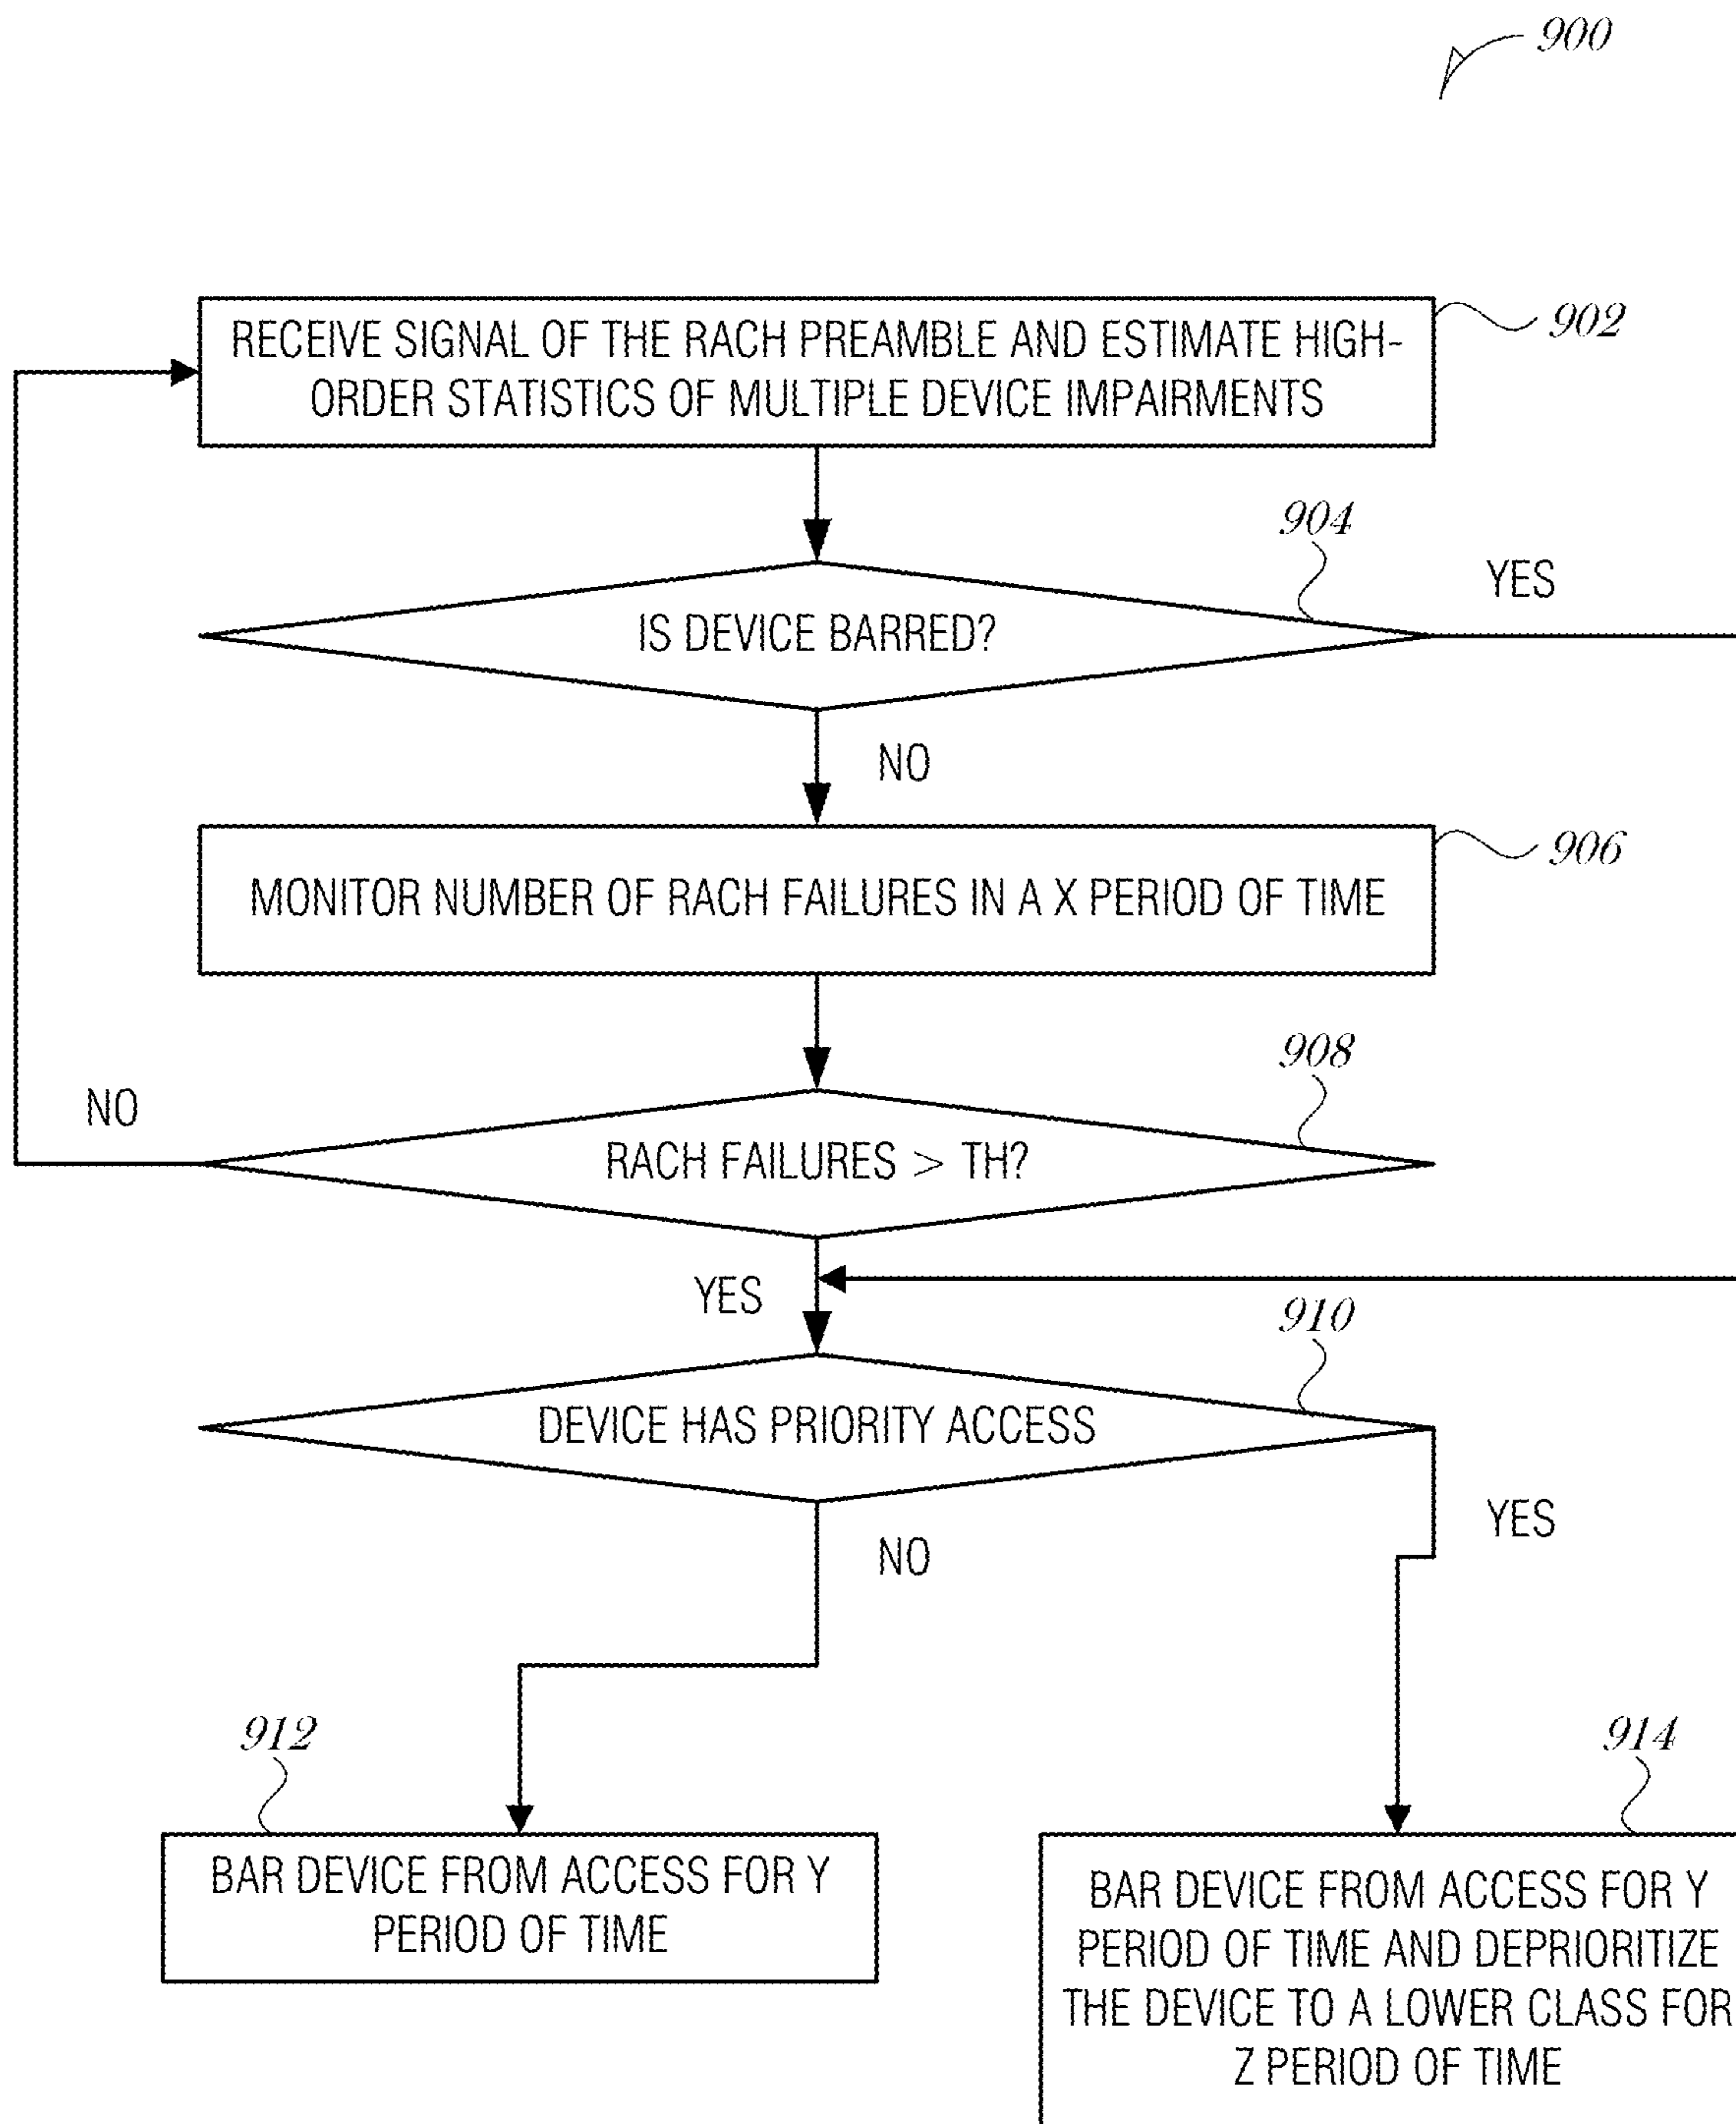 900
RECEIVE SIGNAL OF THE RACH PREAMBLE AND ESTIMATE HIGH-
ORDER STATISTICS OF MULTIPLE DEVICE IMPAIRMENTS
902
904
YES
IS DEVICE BARRED?
NO
906
MONITOR NUMBER OF RACH FAILURES IN A X PERIOD OF TIME
908
NO
RACH FAILURES > TH?
YES
910
DEVICE HAS PRIORITY ACCESS
YES
NO
912
BAR DEVICE FROM ACCESS FOR Y
PERIOD OF TIME
914
BAR DEVICE FROM ACCESS FOR Y
PERIOD OF TIME AND DEPRIORITIZE
THE DEVICE TO A LOWER CLASS FOR
Z PERIOD OF TIME